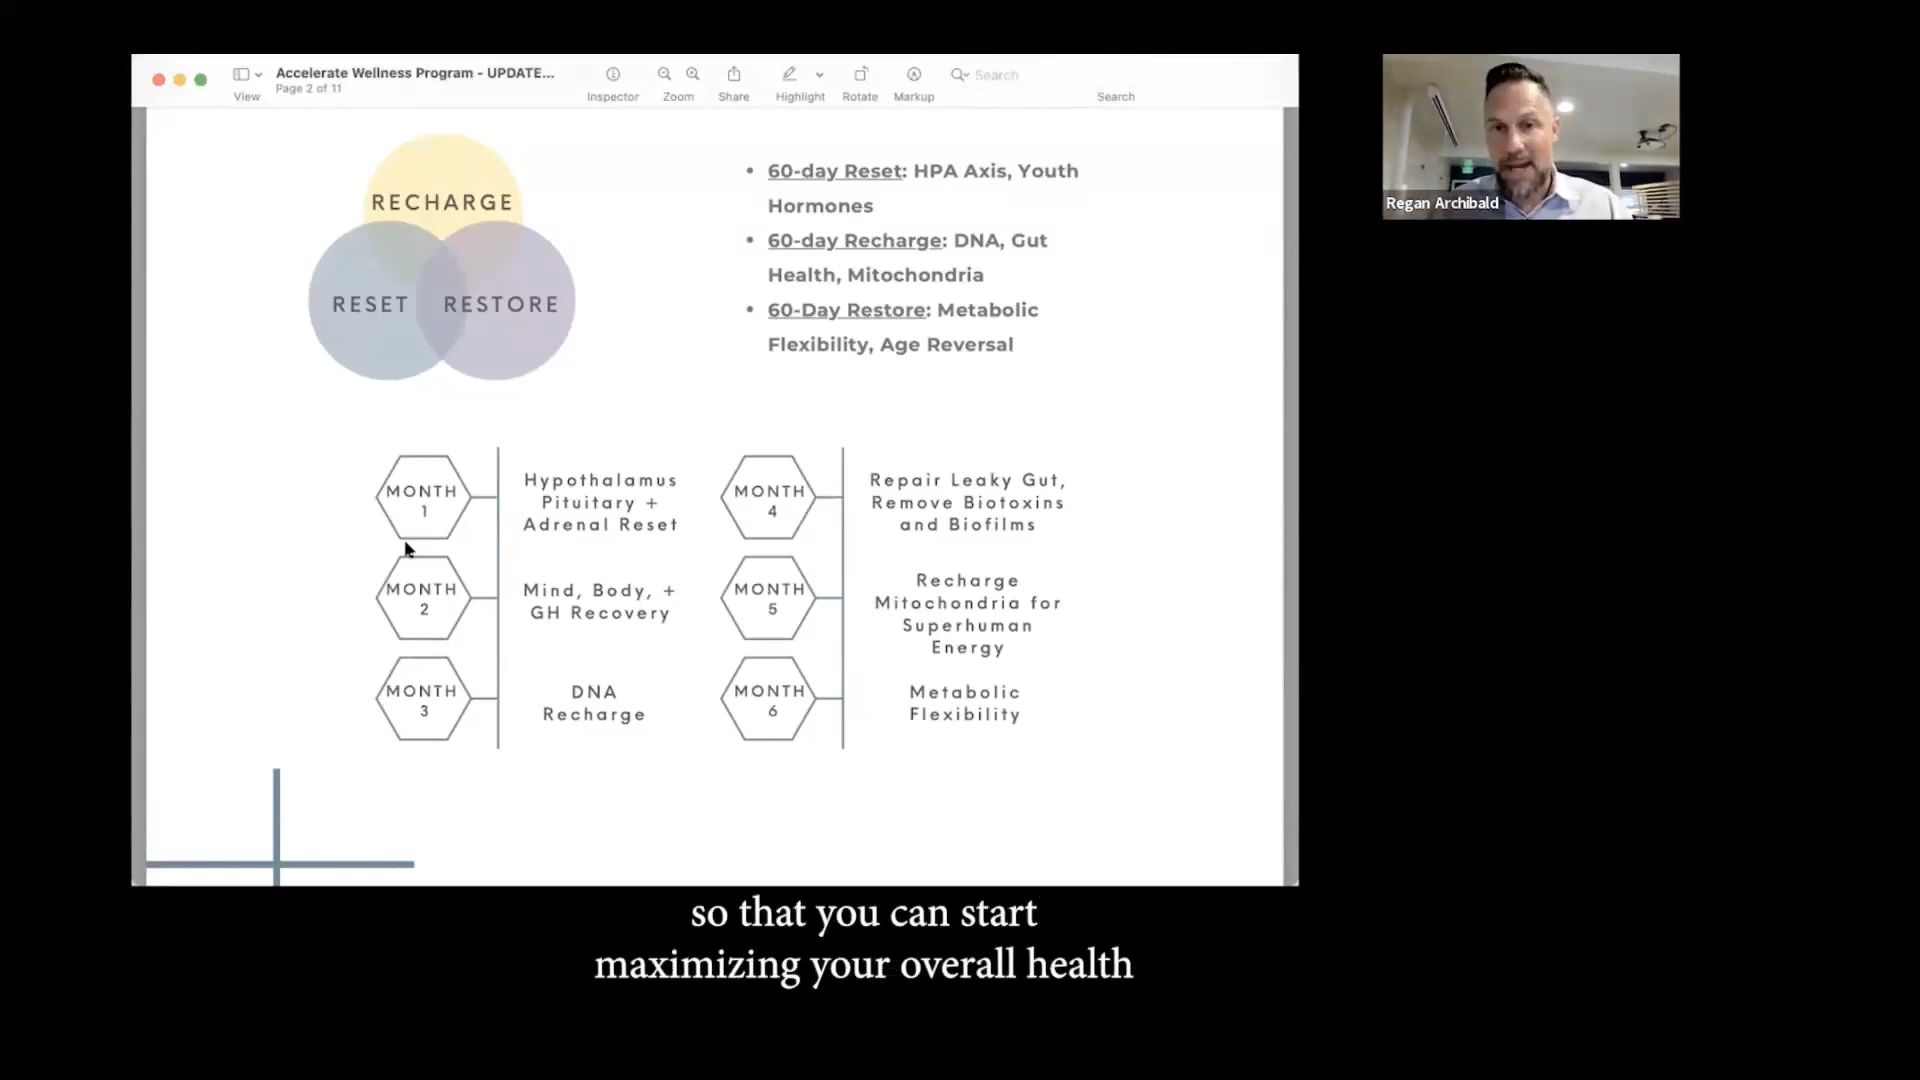 Accelerate Wellness Program - UPDATE...
Page 2 of 11
View
Inspector
Zoom
Share
Highlight
Rotate
Markup
Search
Search
RECHARGE
RESET
RESTORE
• 60-day Reset: HPA Axis, Youth
Hormones
• 60-day Recharge: DNA, Gut
Health, Mitochondria
• 60-Day Restore: Metabolic
Flexibility, Age Reversal
MONTH
1
Hypothalamus
Pituitary +
Adrenal Reset
MONTH
2
Mind, Body, +
GH Recovery
MONTH
3
DNA
Recharge
MONTH
4
Repair Leaky Gut,
Remove Biotoxins
and Biofilms
MONTH
5
Recharge
Mitochondria for
Superhuman
Energy
MONTH
6
Metabolic
Flexibility
Regan Archibald
so that you can start
maximizing your overall health